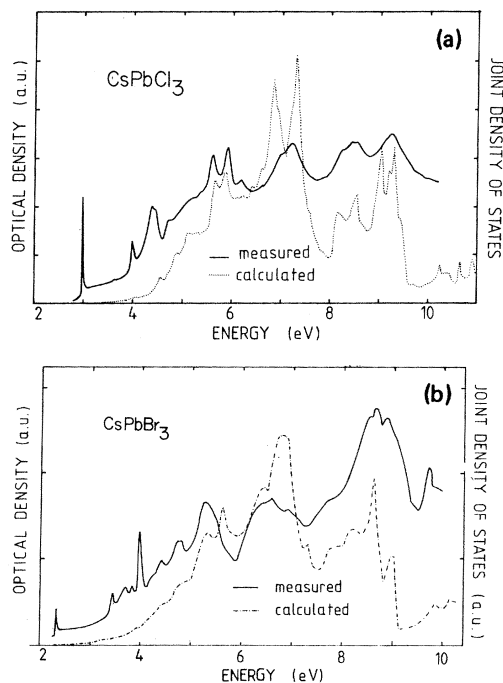 (a)
CsPbCl3
OPTICAL DENSITY (a.u.)
JOINT DENSITY OF STATES
measured
calculated
2 4 6 8 10
ENERGY (eV)
(b)
CsPbBr3
OPTICAL DENSITY (a.u.)
JOINT DENSITY OF STATES (a.u.)
measured
calculated
2 4 6 8 10
ENERGY (eV)